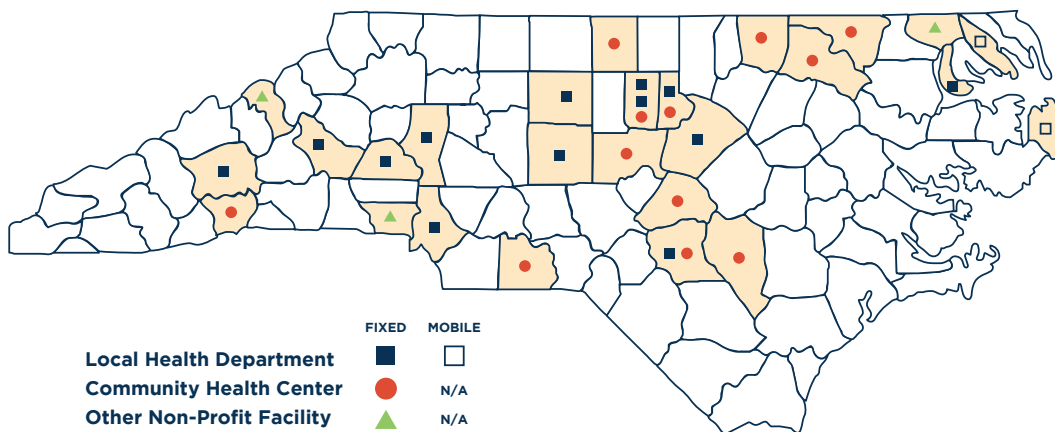 FIXED MOBILE
Local Health Department
Community Health Center N/A
Other Non-Profit Facility N/A